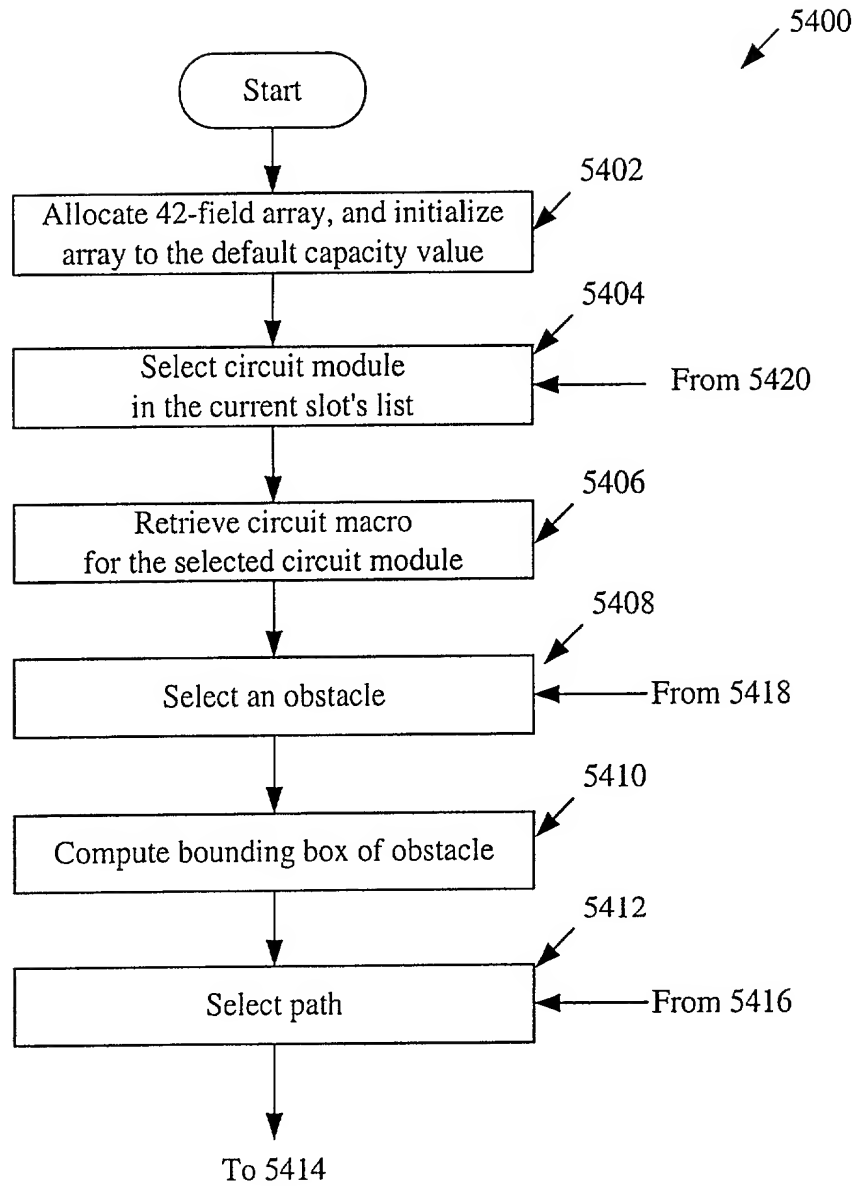 5400
Start
5402
Allocate 42-field array, and initialize
array to the default capacity value
5404
Select circuit module
in the current slot's list
From 5420
5406
Retrieve circuit macro
for the selected circuit module
5408
Select an obstacle
From 5418
5410
Compute bounding box of obstacle
5412
Select path
From 5416
To 5414